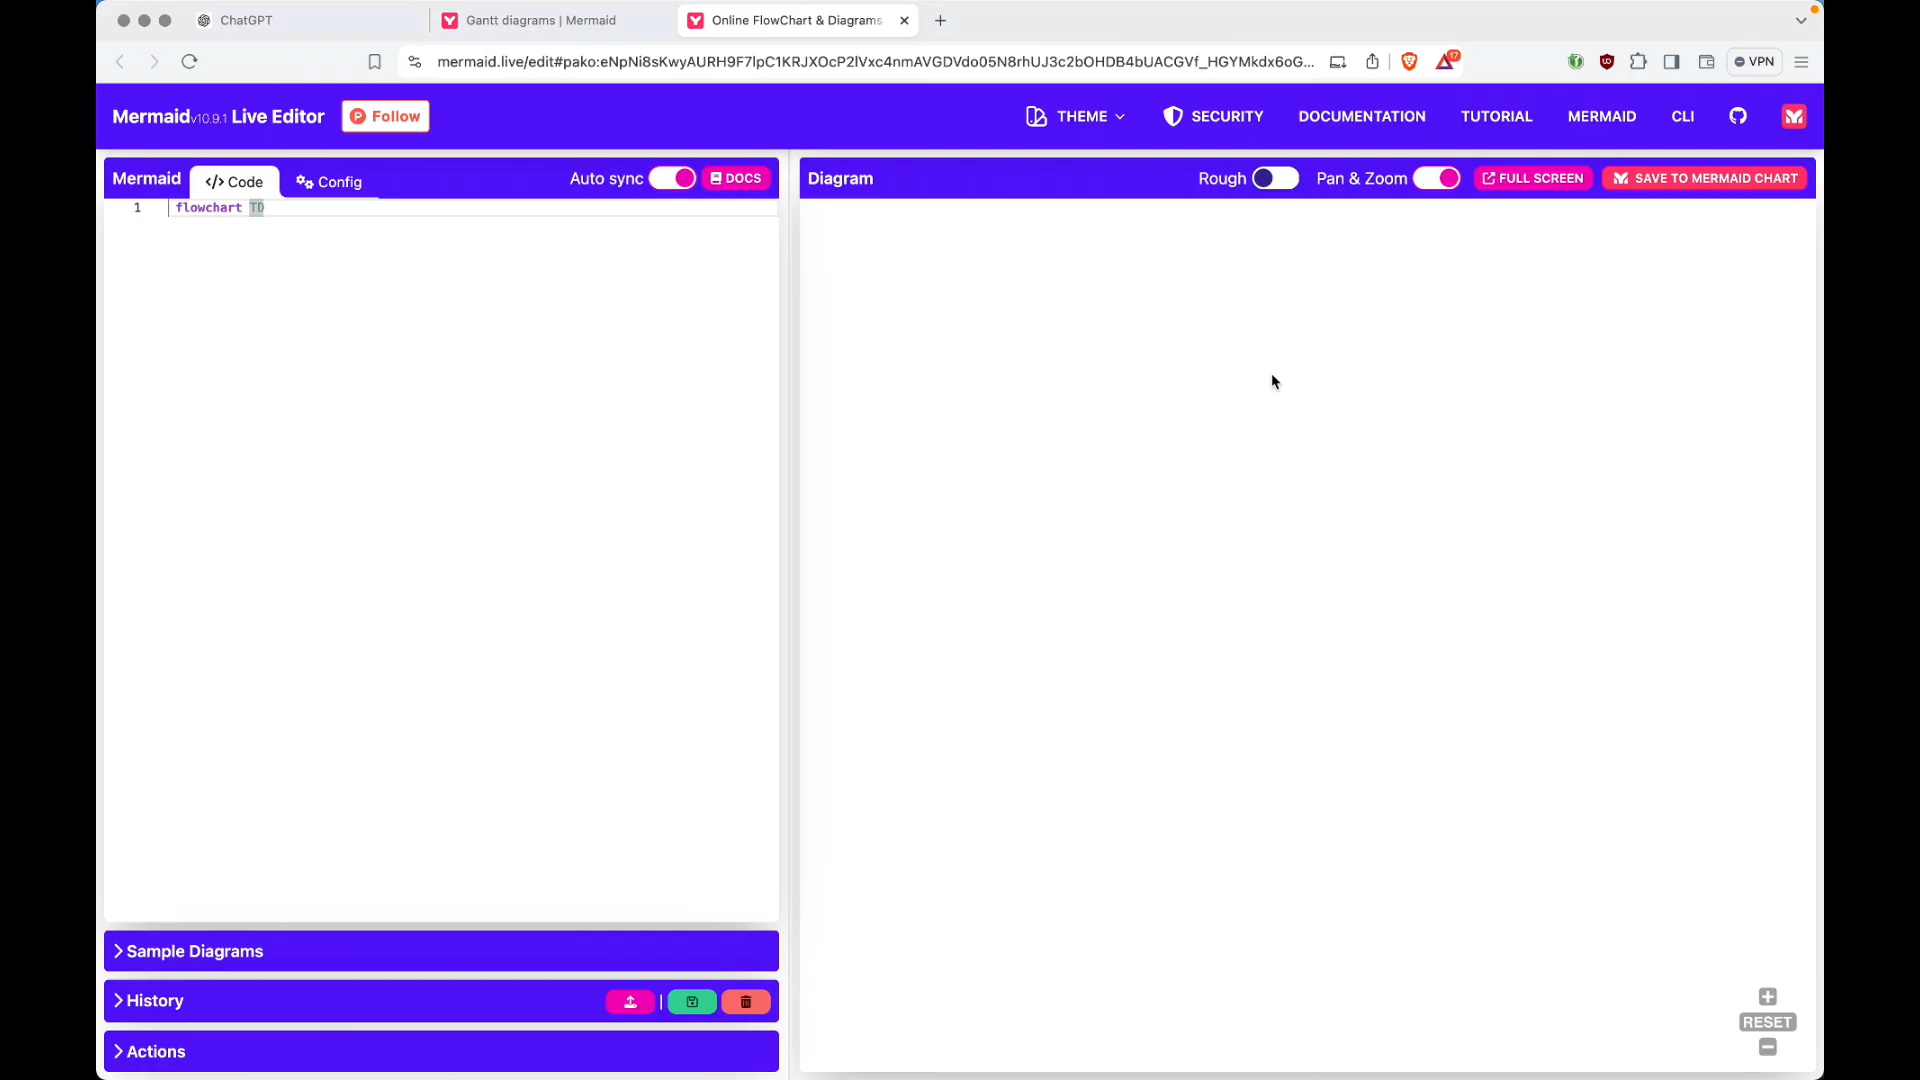 ChatGPT
Gantt diagrams | Mermaid
Online FlowChart & Diagrams
mermaid.live/edit#pako:eNpNi8sKwyAURH9F7lpC1KRJXOcP2lVxc4nmAVGDVdo05N8rhUJ3c2bOHDB4bUACGVf_HGYMkdx6oG...
17
VPN
Mermaidv10.9.1 Live Editor
Follow
THEME
SECURITY
DOCUMENTATION
TUTORIAL
MERMAID
CLI
Mermaid
Code
Config
Auto sync
DOCS
Diagram
Rough
Pan & Zoom
FULL SCREEN
SAVE TO MERMAID CHART
1 flowchart TD
Sample Diagrams
History
Actions
RESET